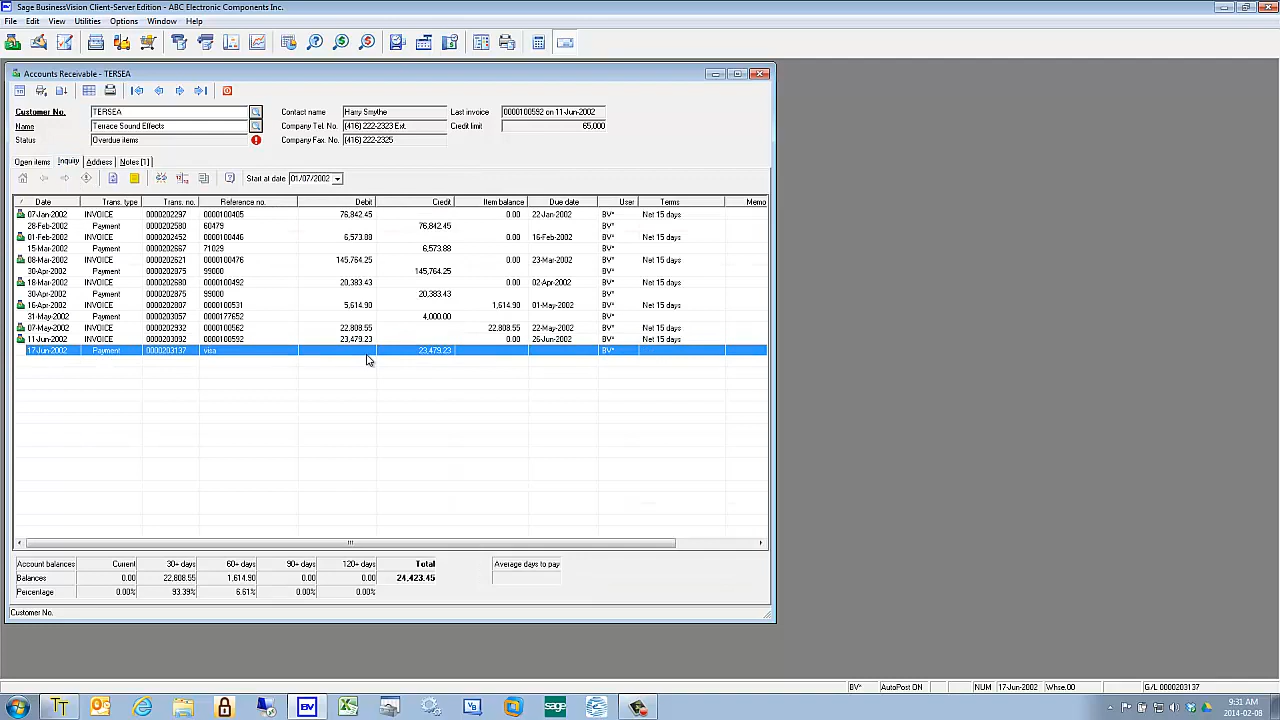 Sage BusinessVision Client-Server Edition - ABC Electronic Components Inc.
File Edit View Utilities Options Window Help
Accounts Receivable - TERSEA
Customer No. TERSEA Contact name Harry Smythe Last invoice 0000100592 on 11-Jun-2002
Name Terrace Sound Effects Company Tel. No. (416) 222-2323 Ext. Credit limit 65,000
Status Overdue items Company Fax. No. (416) 222-2325
Open items Inquiry Address Notes [1]
Start at date 01/07/2002
Date Trans. type Trans. no. Reference no. Debit Credit Item balance Due date User Terms Memo
07-Jan-2002 INVOICE 0000202297 0000100405 76,842.45 0.00 22-Jan-2002 BV* Net 15 days
28-Feb-2002 Payment 0000202580 60479 76,842.45 BV*
01-Feb-2002 INVOICE 0000202452 0000100446 6,573.88 0.00 16-Feb-2002 BV* Net 15 days
15-Mar-2002 Payment 0000202667 71029 6,573.88 BV*
08-Mar-2002 INVOICE 0000202621 0000100476 145,764.25 0.00 23-Mar-2002 BV* Net 15 days
30-Apr-2002 Payment 0000202875 99000 145,764.25 BV*
18-Mar-2002 INVOICE 0000202680 0000100492 20,383.43 0.00 02-Apr-2002 BV* Net 15 days
30-Apr-2002 Payment 0000202875 99000 20,383.43 BV*
16-Apr-2002 INVOICE 0000202807 0000100531 5,614.90 1,614.90 01-May-2002 BV* Net 15 days
31-May-2002 Payment 0000203057 0000177652 4,000.00 BV*
07-May-2002 INVOICE 0000202932 0000100562 22,808.55 22,808.55 22-May-2002 BV* Net 15 days
11-Jun-2002 INVOICE 0000203092 0000100592 23,479.23 0.00 26-Jun-2002 BV* Net 15 days
17-Jun-2002 Payment 0000203137 visa 23,479.23 BV*
Account balances Current 30+ days 60+ days 90+ days 120+ days Total Average days to pay
Balances 0.00 22,808.55 1,614.90 0.00 0.00 24,423.45
Percentage 0.00% 93.39% 6.61% 0.00% 0.00%
Customer No.
BV* AutoPost ON NUM 17-Jun-2002 Whse.00 G/L 0000203137
9:31 AM
2014-02-08